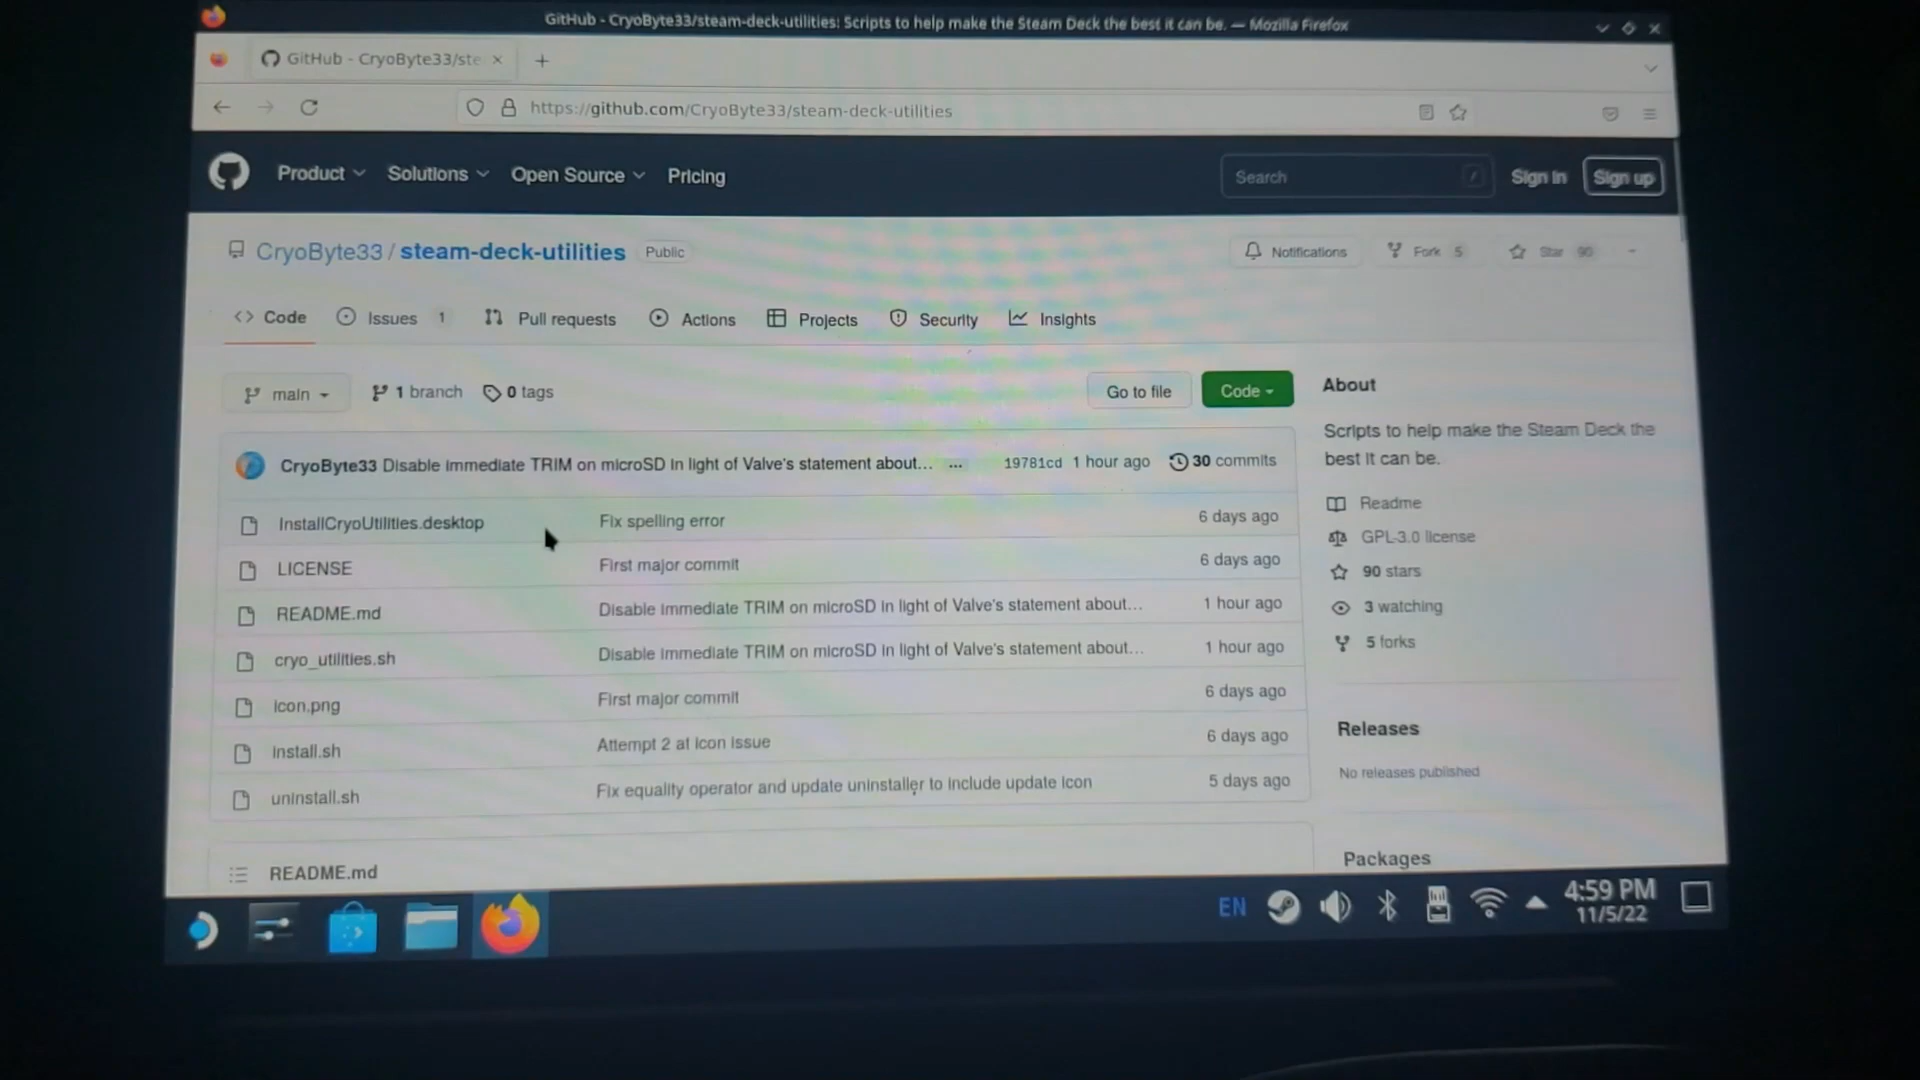 GitHub - CryoByte33/steam-deck-utilities: Scripts to help make the Steam Deck the best it can be. — Mozilla Firefox
GitHub - CryoByte33/ste
https://github.com/CryoByte33/steam-deck-utilities
Product Solutions Open Source Pricing Search / Sign in Sign up
CryoByte33 / steam-deck-utilities Public Notifications Fork 5 Star 90
Code Issues 1 Pull requests Actions Projects Security Insights
main 1 branch 0 tags Go to file Code
CryoByte33 Disable immediate TRIM on microSD in light of Valve's statement about... ... 19781cd 1 hour ago 30 commits
InstallCryoUtilities.desktop Fix spelling error 6 days ago
LICENSE First major commit 6 days ago
README.md Disable immediate TRIM on microSD in light of Valve's statement about... 1 hour ago
cryo_utilities.sh Disable immediate TRIM on microSD in light of Valve's statement about... 1 hour ago
icon.png First major commit 6 days ago
install.sh Attempt 2 at icon issue 6 days ago
uninstall.sh Fix equality operator and update uninstaller to include update icon 5 days ago
README.md
About
Scripts to help make the Steam Deck the
best it can be.
Readme
GPL-3.0 license
90 stars
3 watching
5 forks
Releases
No releases published
Packages
EN 4:59 PM
11/5/22